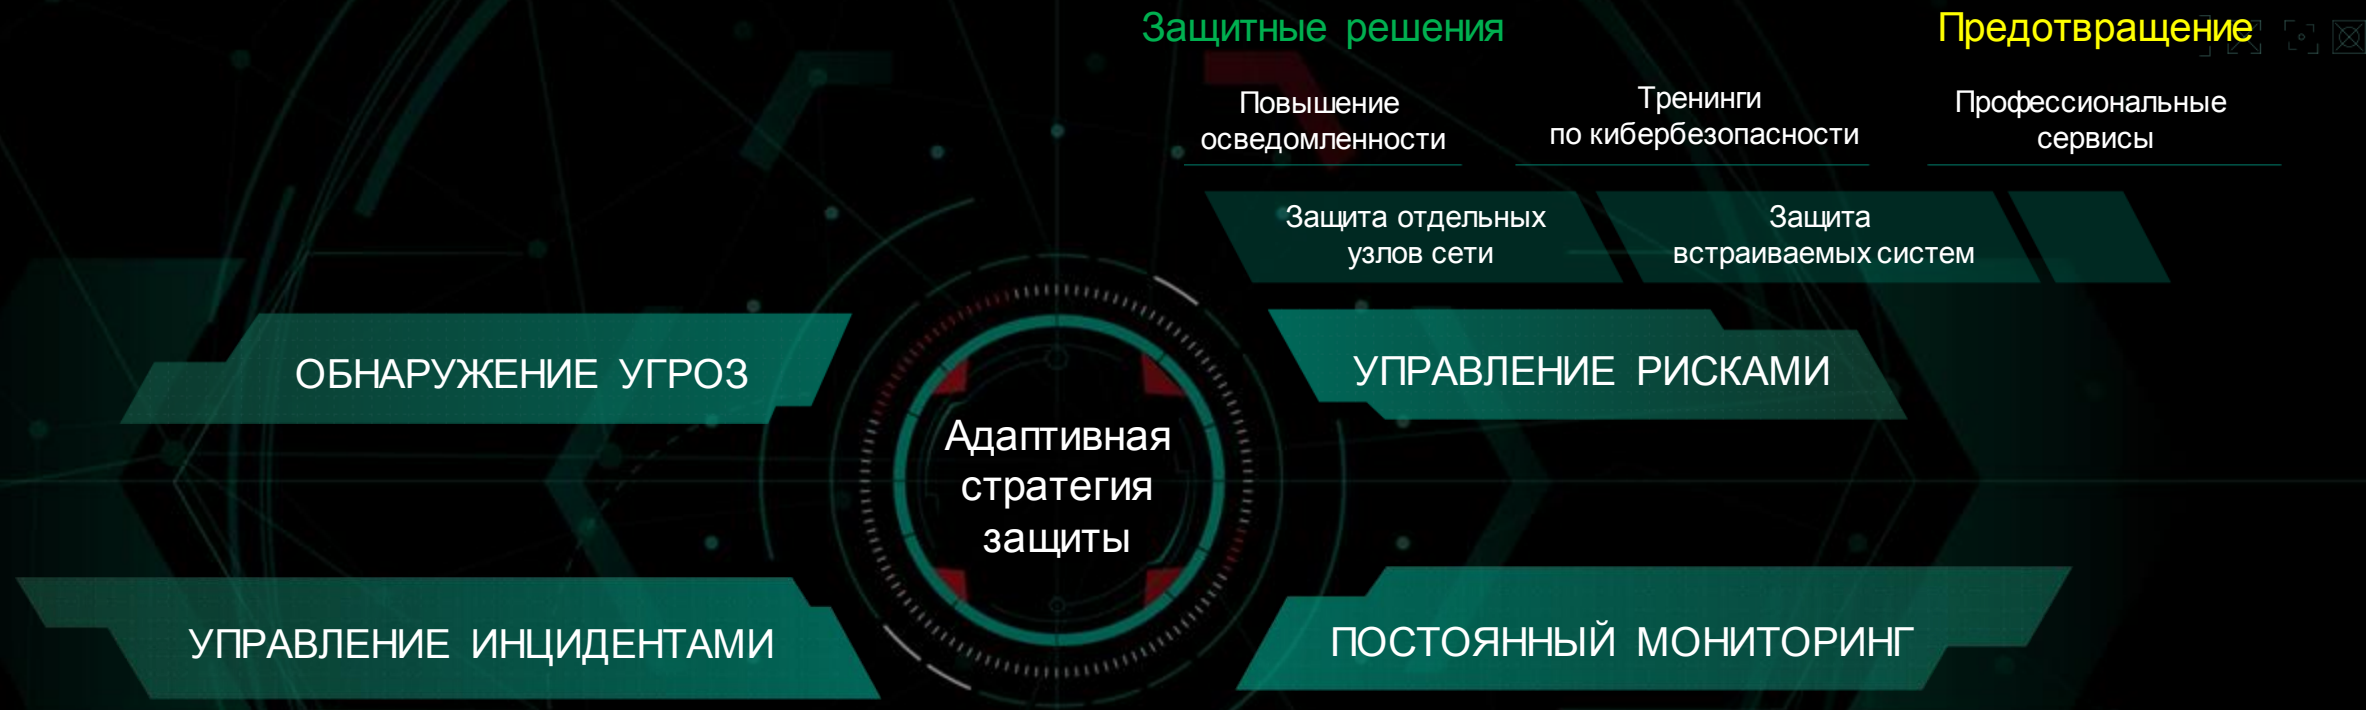 Защитные решения
Предотвращение
Повышение
осведомленности
Тренинги
по кибербезопасности
Профессиональные
сервисы
Защита отдельных
узлов сети
Защита
встраиваемых систем
ОБНАРУЖЕНИЕ УГРОЗ
УПРАВЛЕНИЕ РИСКАМИ
Адаптивная
стратегия
защиты
УПРАВЛЕНИЕ ИНЦИДЕНТАМИ
ПОСТОЯННЫЙ МОНИТОРИНГ